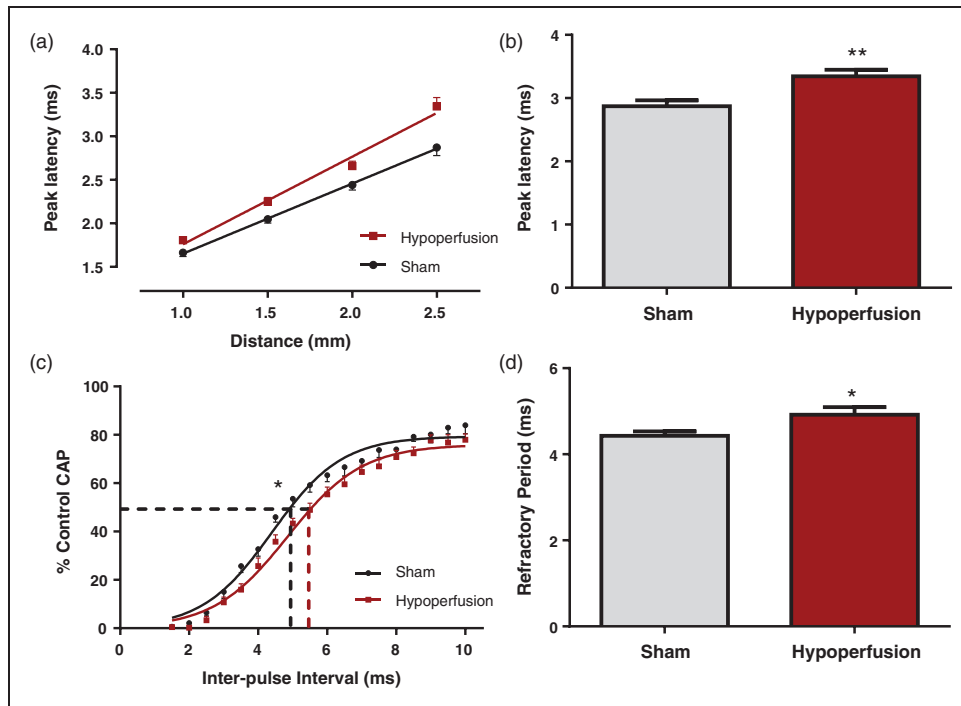 (a)
Peak latency (ms)
4.0
3.5
3.0
2.5
2.0
1.5
1.0 1.5 2.0 2.5
Distance (mm)
Hypoperfusion
Sham
(b)
Peak latency (ms)
4
3
2
1
0
**
Sham Hypoperfusion
(c)
% Control CAP
100
80
60
40
20
0
*
Sham
Hypoperfusion
0 2 4 6 8 10
Inter-pulse Interval (ms)
(d)
Refractory Period (ms)
6
4
2
0
*
Sham Hypoperfusion